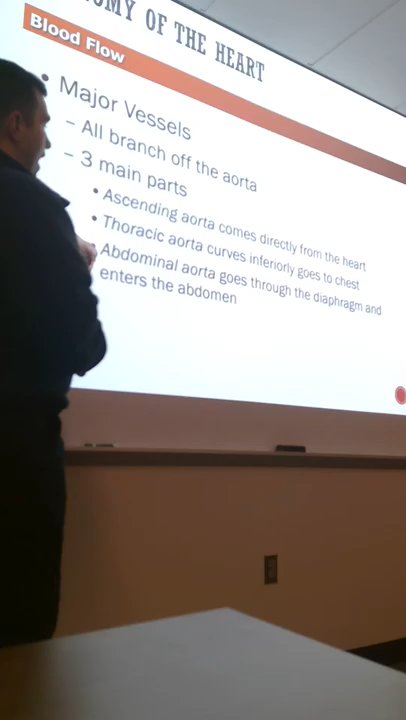 OMY OF THE HEART
Blood Flow
• Major Vessels
– All branch off the aorta
– 3 main parts
• Ascending aorta comes directly from the heart
• Thoracic aorta curves inferiorly goes to chest
Abdominal aorta goes through the diaphragm and
enters the abdomen